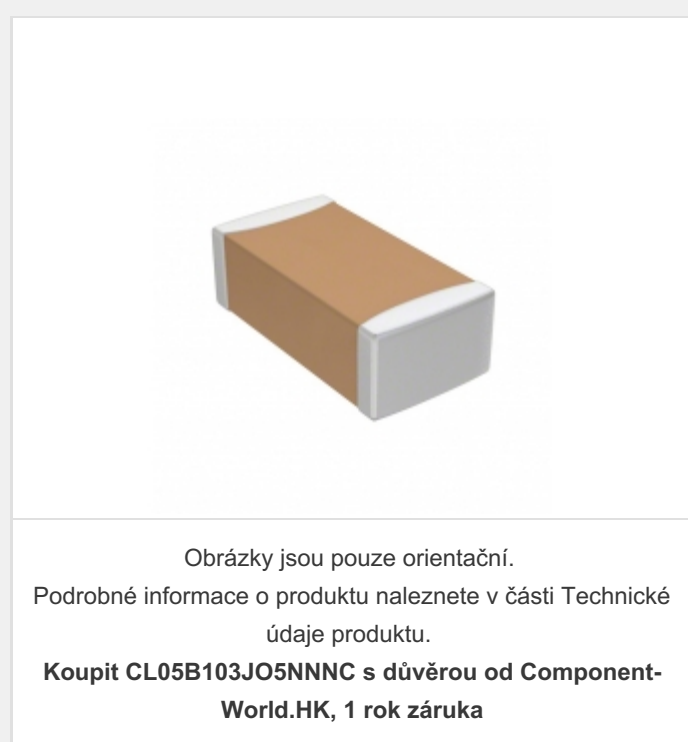 Obrázky jsou pouze orientační.
Podrobné informace o produktu naleznete v části Technické
údaje produktu.
Koupit CL05B103JO5NNNC s důvěrou od Component-
World.HK, 1 rok záruka